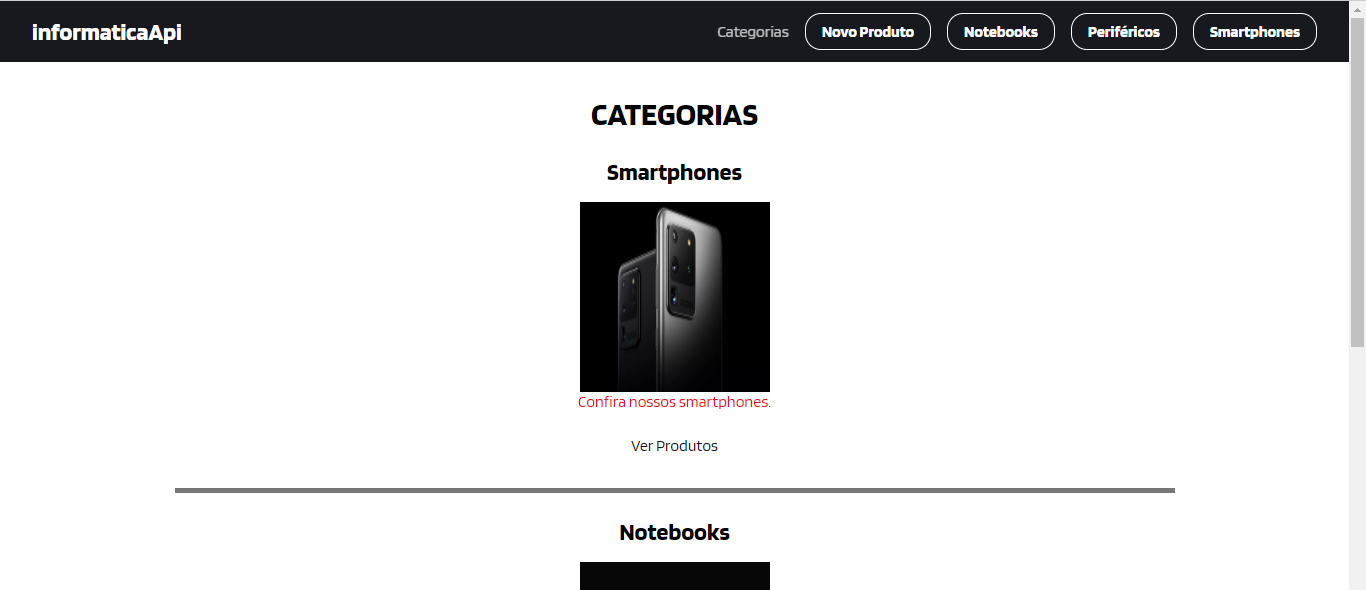 informaticaApi
Categorias
Novo Produto
Notebooks
Periféricos
Smartphones
CATEGORIAS
Smartphones
Confira nossos smartphones.
Ver Produtos
Notebooks